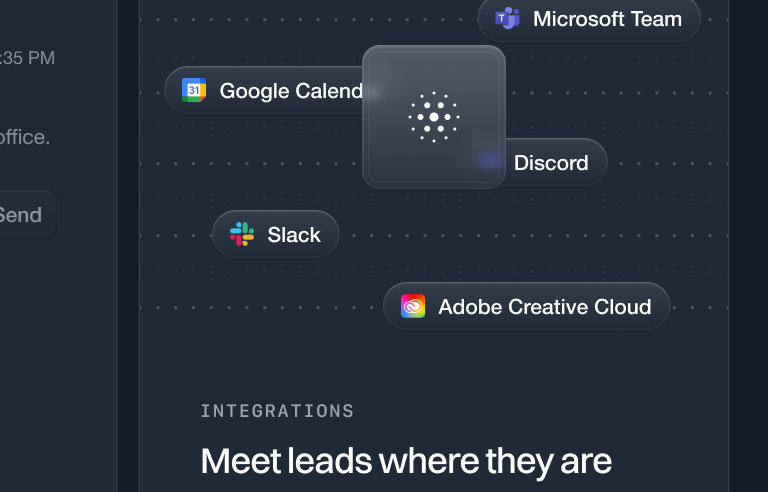 Microsoft Team
:35 PM
Google Calend
31
office.
Discord
Send
Slack
Adobe Creative Cloud
INTEGRATIONS
Meet leads where they are